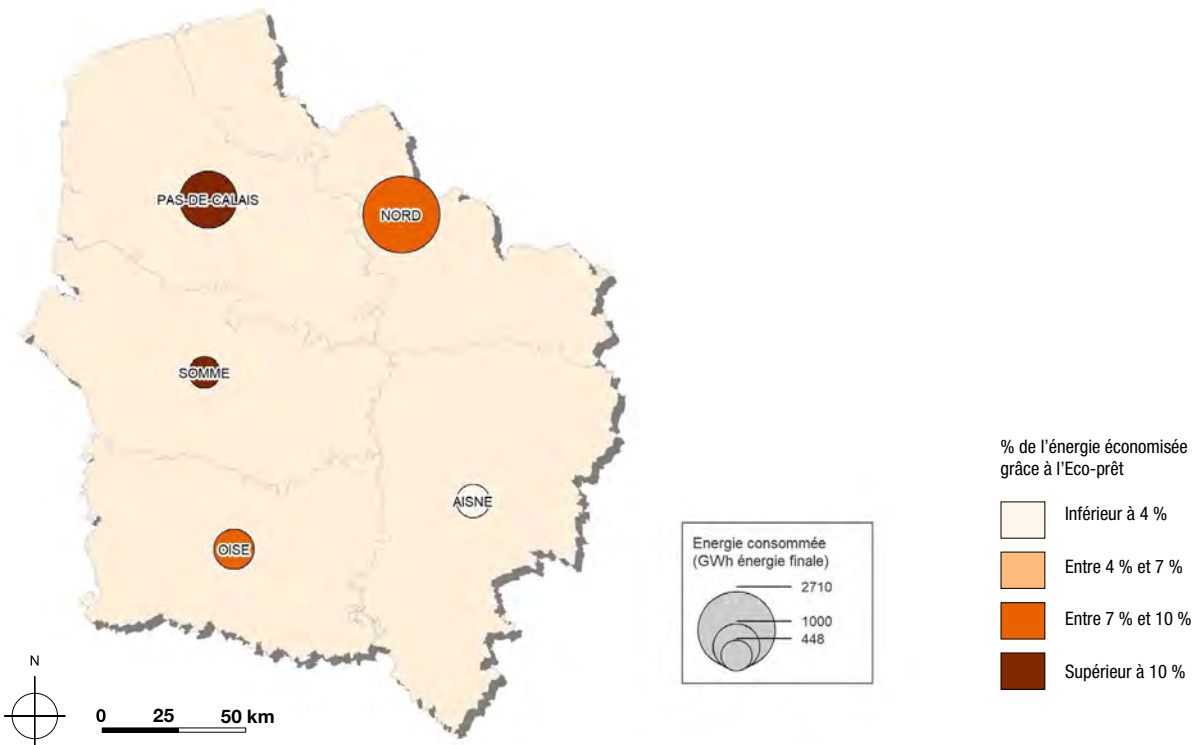 PAS-DE-CALAIS
NORD
SOMME
AISNE
OISE
N
0 25 50 km
Energie consommée
(GWh énergie finale)
2710
1000
448
% de l'énergie économisée
grâce à l'Eco-prêt
Inférieur à 4 %
Entre 4 % et 7 %
Entre 7 % et 10 %
Supérieur à 10 %